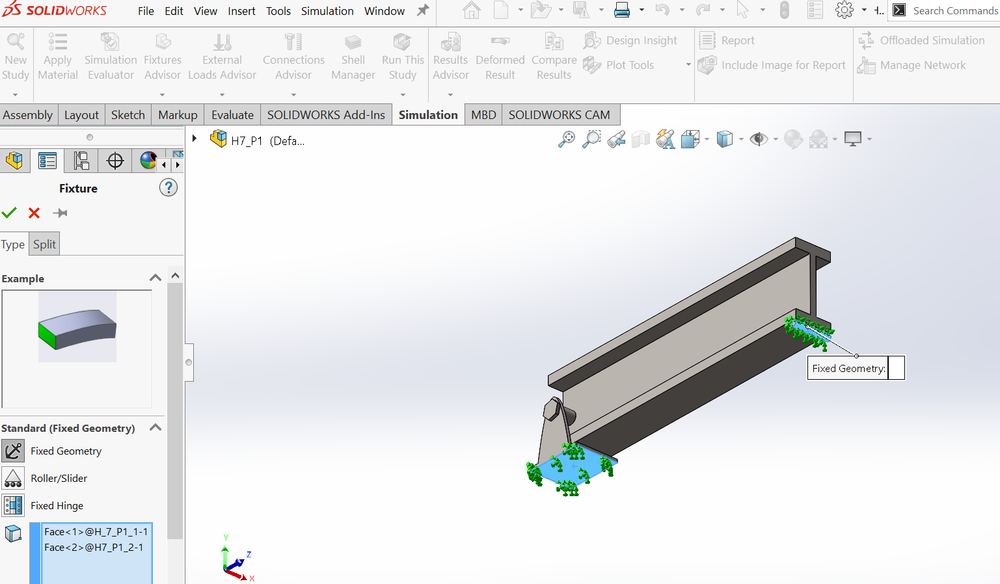 SOLIDWORKS File Edit View Insert Tools Simulation Window H.. Search Commands
New Study
Apply Material
Simulation Evaluator
Fixtures Advisor
External Loads Advisor
Connections Advisor
Shell Manager
Run This Study
Results Advisor
Deformed Result
Compare Results
Design Insight
Plot Tools
Report
Include Image for Report
Offloaded Simulation
Manage Network
Assembly Layout Sketch Markup Evaluate SOLIDWORKS Add-Ins Simulation MBD SOLIDWORKS CAM
H7_P1 (Defa...
Fixture ?
Type Split
Example
Standard (Fixed Geometry)
Fixed Geometry
Roller/Slider
Fixed Hinge
Face<1>@H_7_P1_1-1
Face<2>@H7_P1_2-1
Fixed Geometry:
Y
Z
X